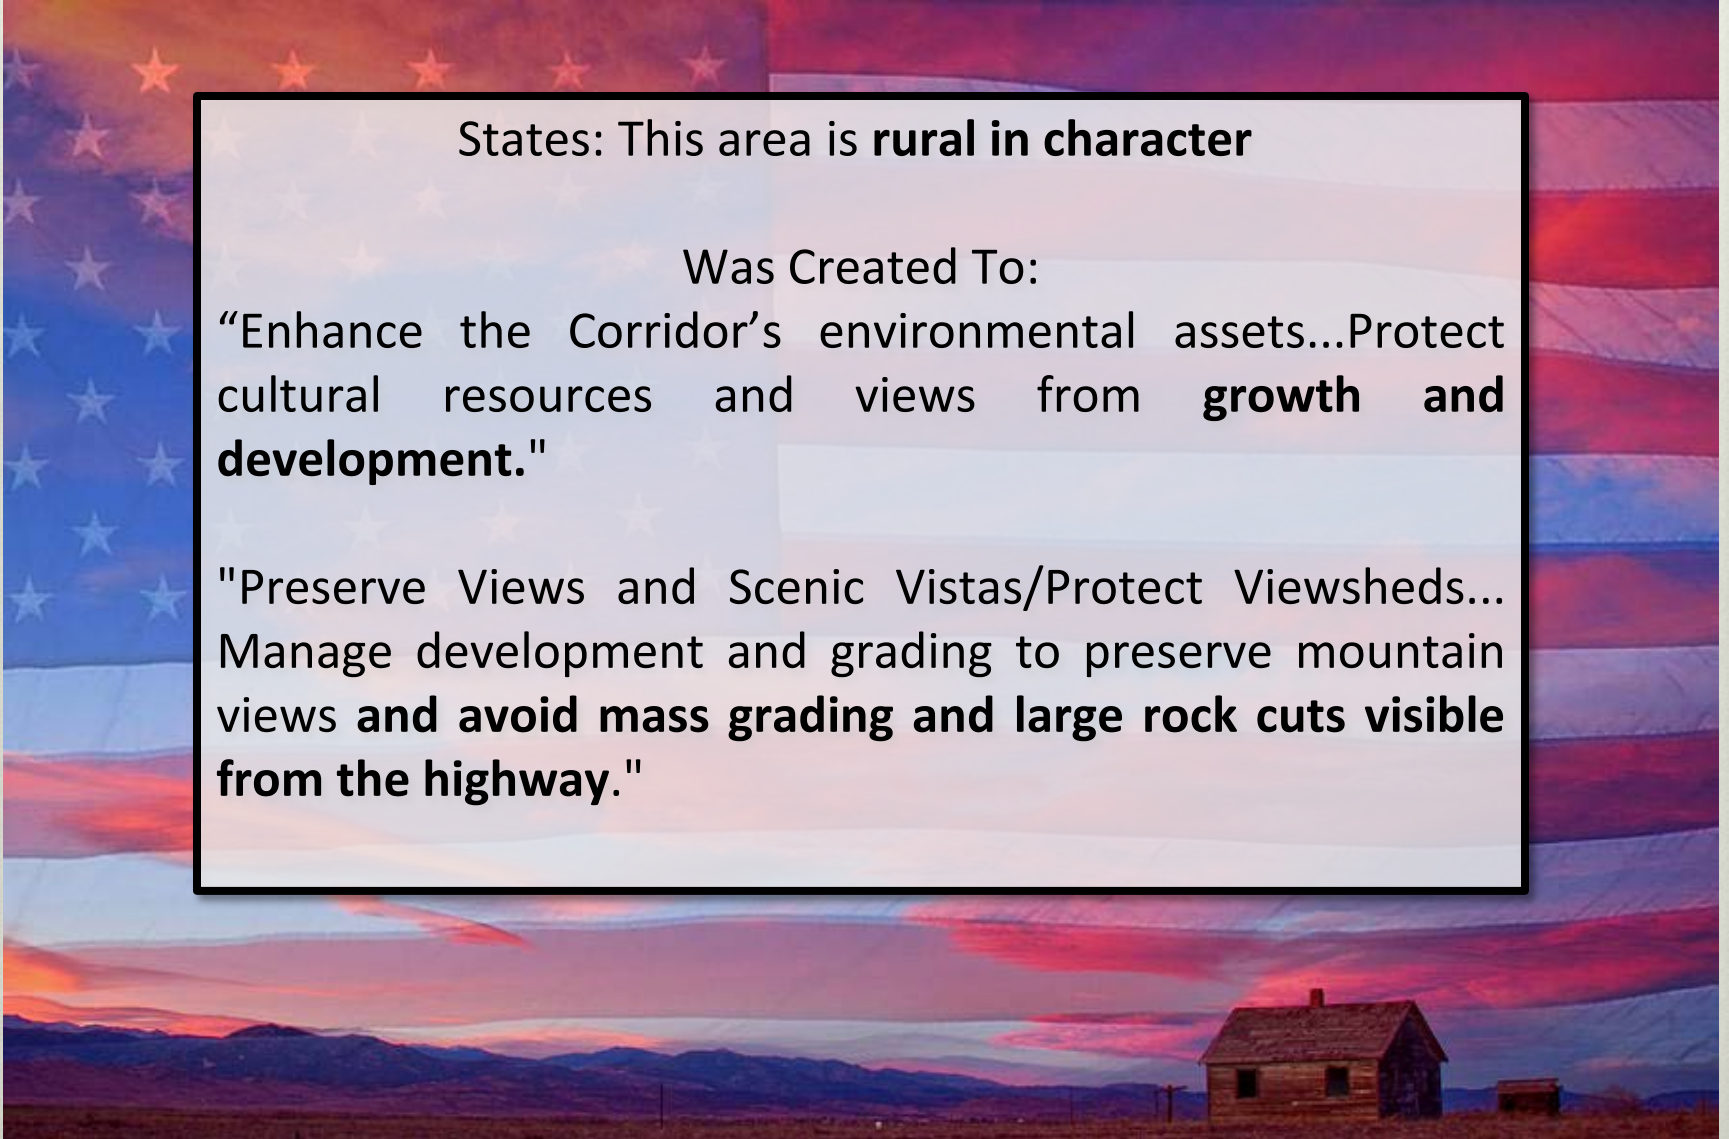 States: This area is rural in character
Was Created To:
“Enhance the Corridor’s environmental assets...Protect
cultural resources and views from growth and
development."
"Preserve Views and Scenic Vistas/Protect Viewsheds...
Manage development and grading to preserve mountain
views and avoid mass grading and large rock cuts visible
from the highway."